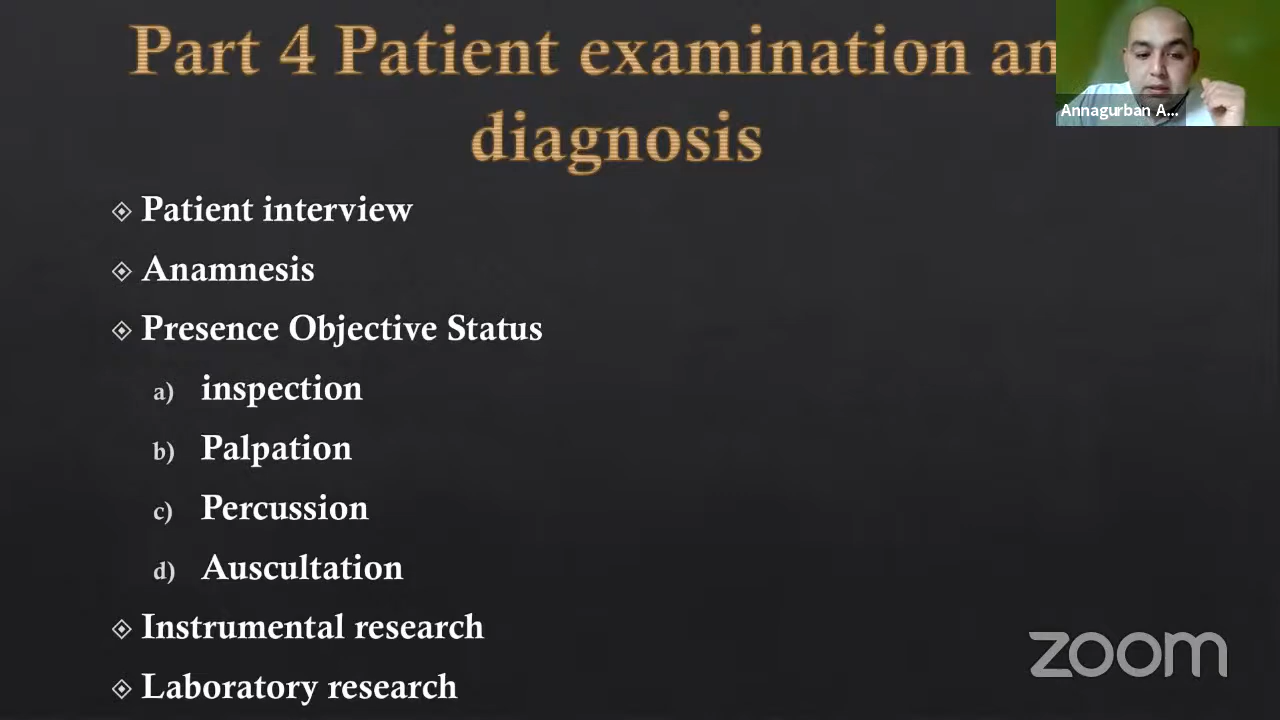 Part 4 Patient examination an
diagnosis
Annagurban A...
Patient interview
Anamnesis
Presence Objective Status
a) inspection
b) Palpation
c) Percussion
d) Auscultation
Instrumental research
Laboratory research
zoom